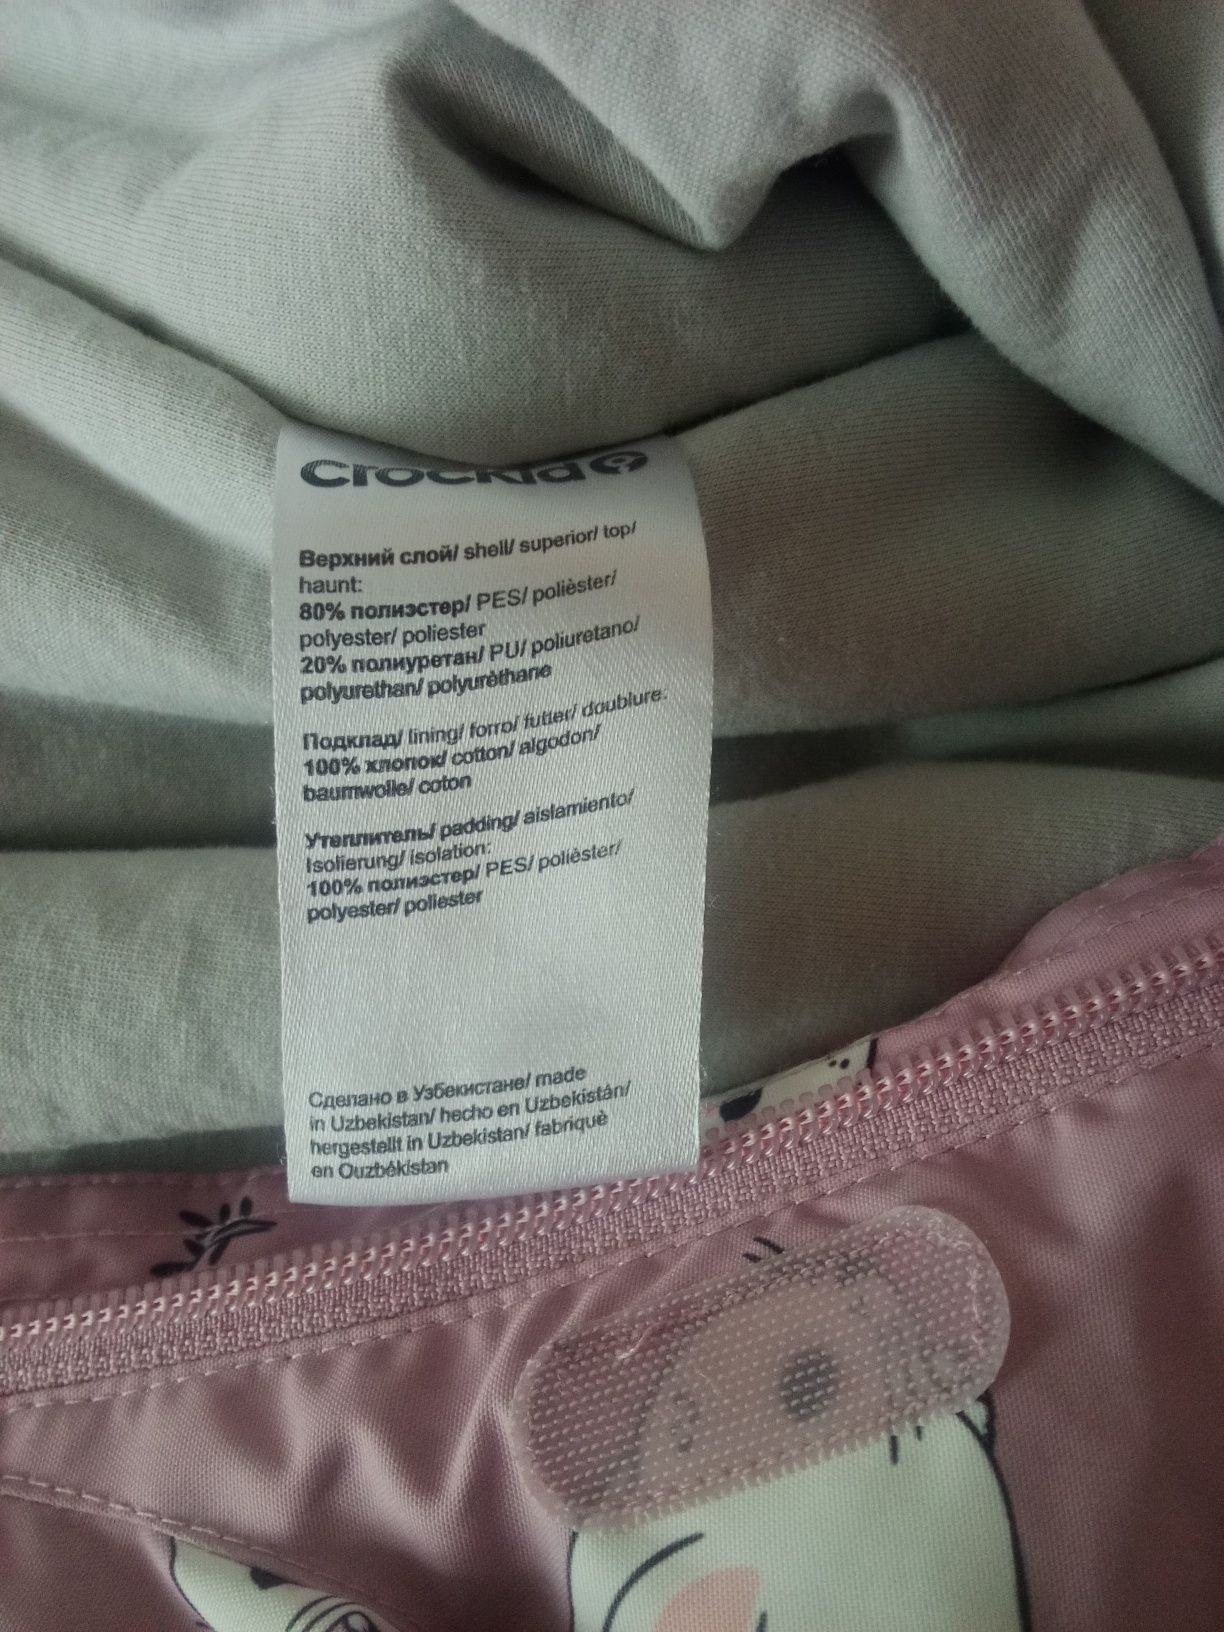 crockid
Верхний слой/ shell/ superior/ top/
haunt:
80% полиэстер/ PES/ polièster/
polyester/ poliester
20% полиуретан/ PU/ poliuretano/
polyurethan/ polyurèthane
Подклад/ lining/ forro/ futter/ doublure:
100% хлопок/ cotton/ algodon/
baumwolle/ coton
Утеплитель/ padding/ aislamiento/
Isolierung/ isolation:
100% полиэстер/ PES/ polièster/
polyester/ poliester
Сделано в Узбекистане/ made
in Uzbekistan/ hecho en Uzbekistán/
hergestellt in Uzbekistan/ fabriquè
en Ouzbékistan